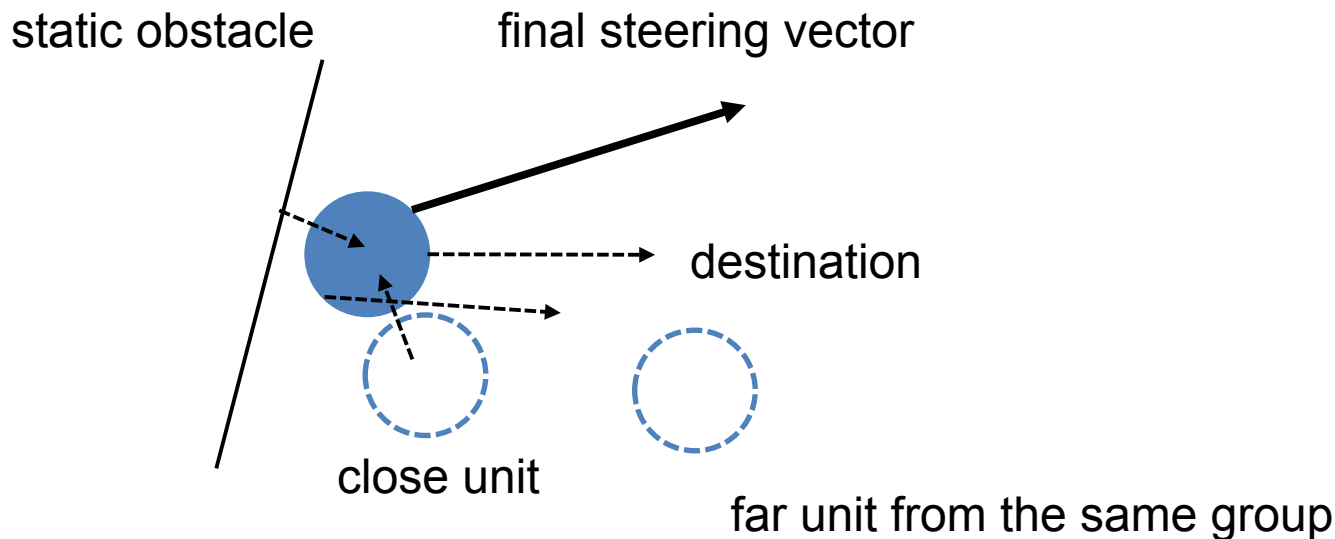 static obstacle
final steering vector
destination
close unit
far unit from the same group